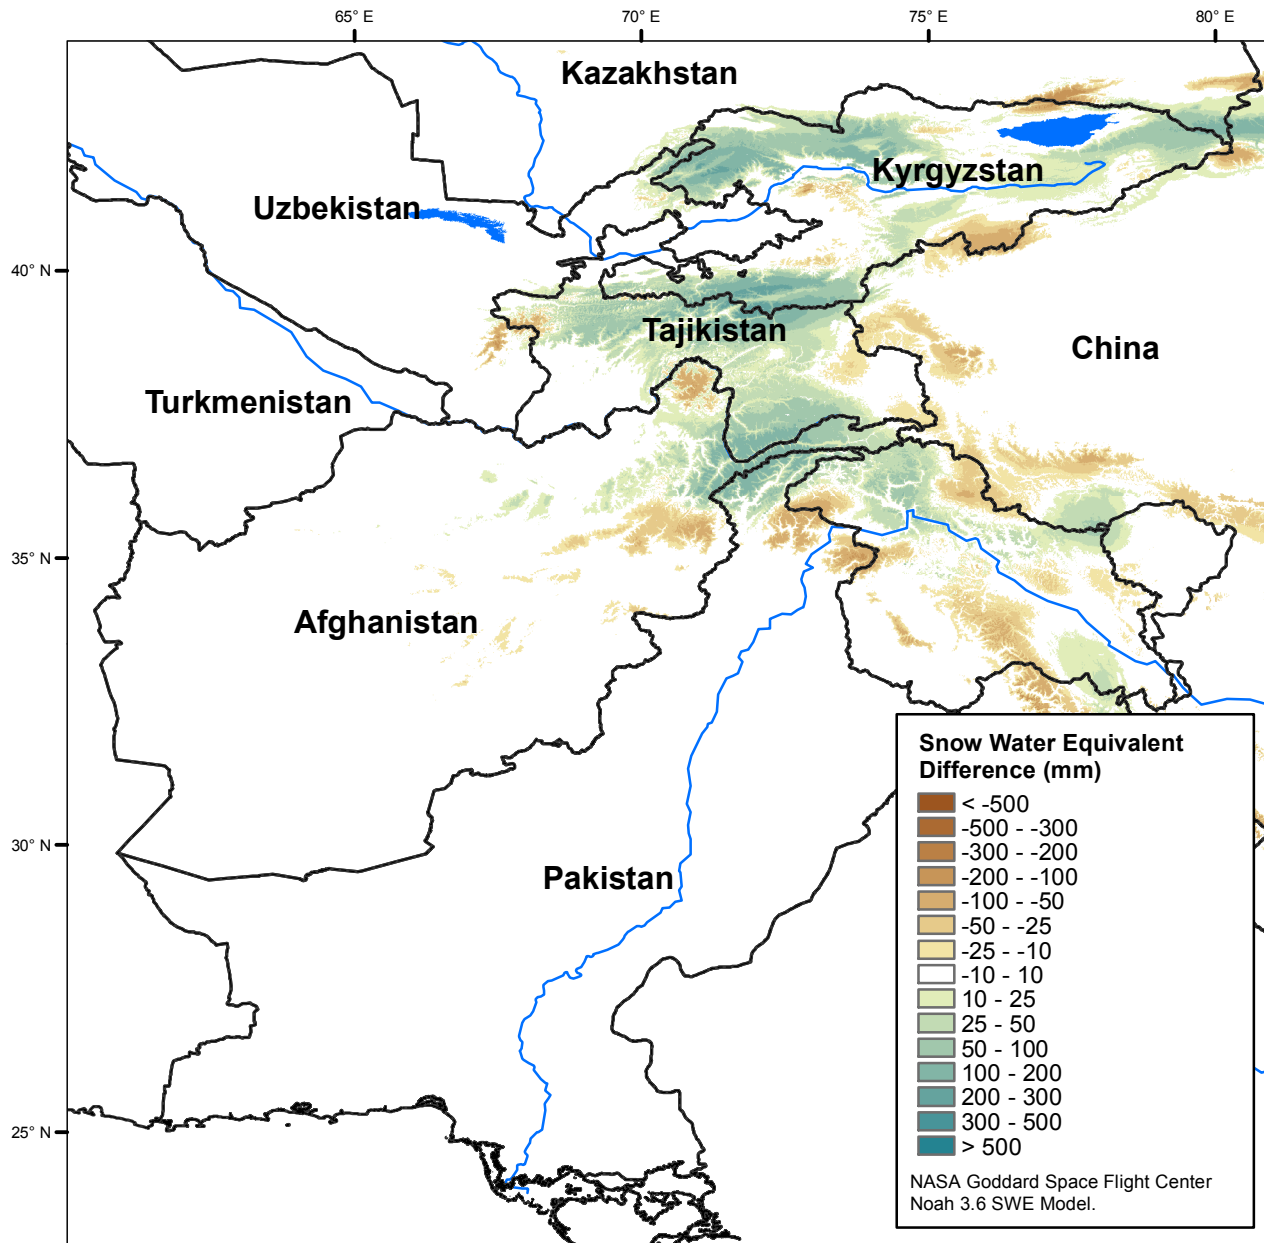 65° E
70° E
75° E
80° E
Kazakhstan
Kyrgyzstan
Uzbekistan
40° N
Tajikistan
China
Turkmenistan
35° N
Afghanistan
Snow Water Equivalent
Difference (mm)
< -500
-500 - -300
-300 - -200
-200 - -100
-100 - -50
-50 - -25
-25 - -10
-10 - 10
10 - 25
25 - 50
50 - 100
100 - 200
200 - 300
300 - 500
> 500
NASA Goddard Space Flight Center
Noah 3.6 SWE Model.
30° N
Pakistan
25° N